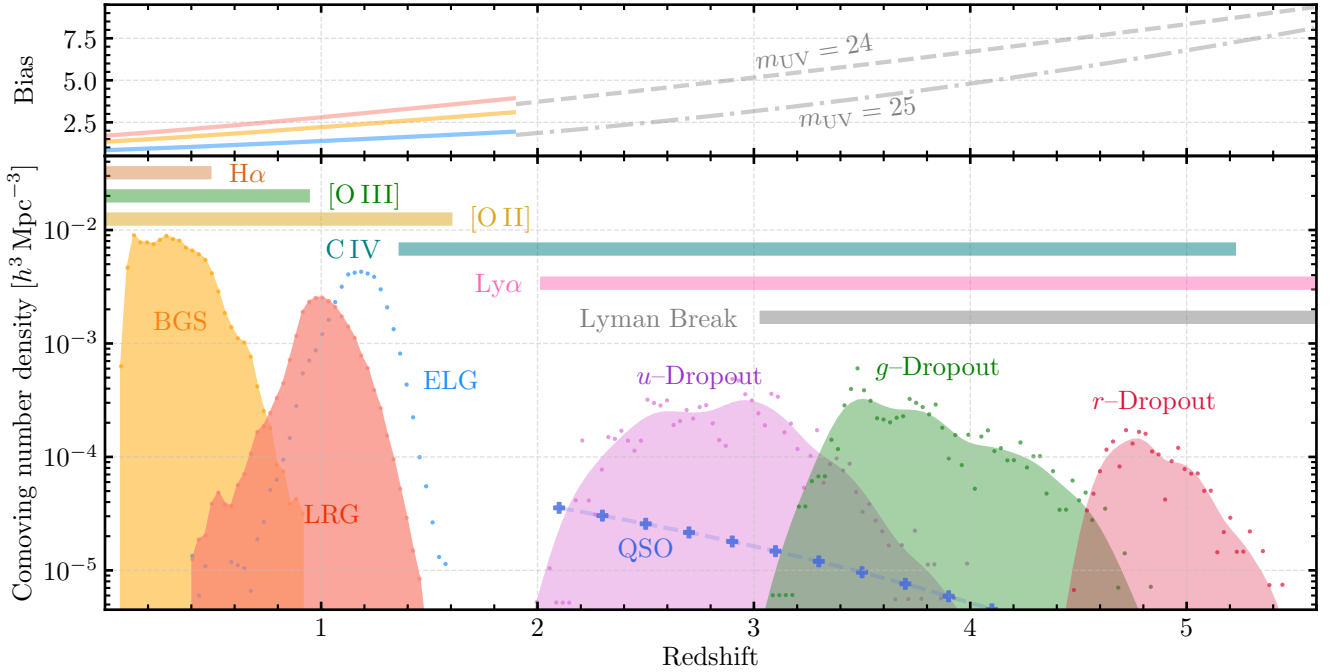 7.5
5.0
2.5
Bias
m_UV = 24
m_UV = 25
Hα
[O III]
[O II]
C IV
Lyα
Lyman Break
10⁻²
10⁻³
10⁻⁴
10⁻⁵
Comoving number density [h³ Mpc⁻³]
BGS
ELG
LRG
u–Dropout
g–Dropout
r–Dropout
QSO
1 2 3 4 5
Redshift